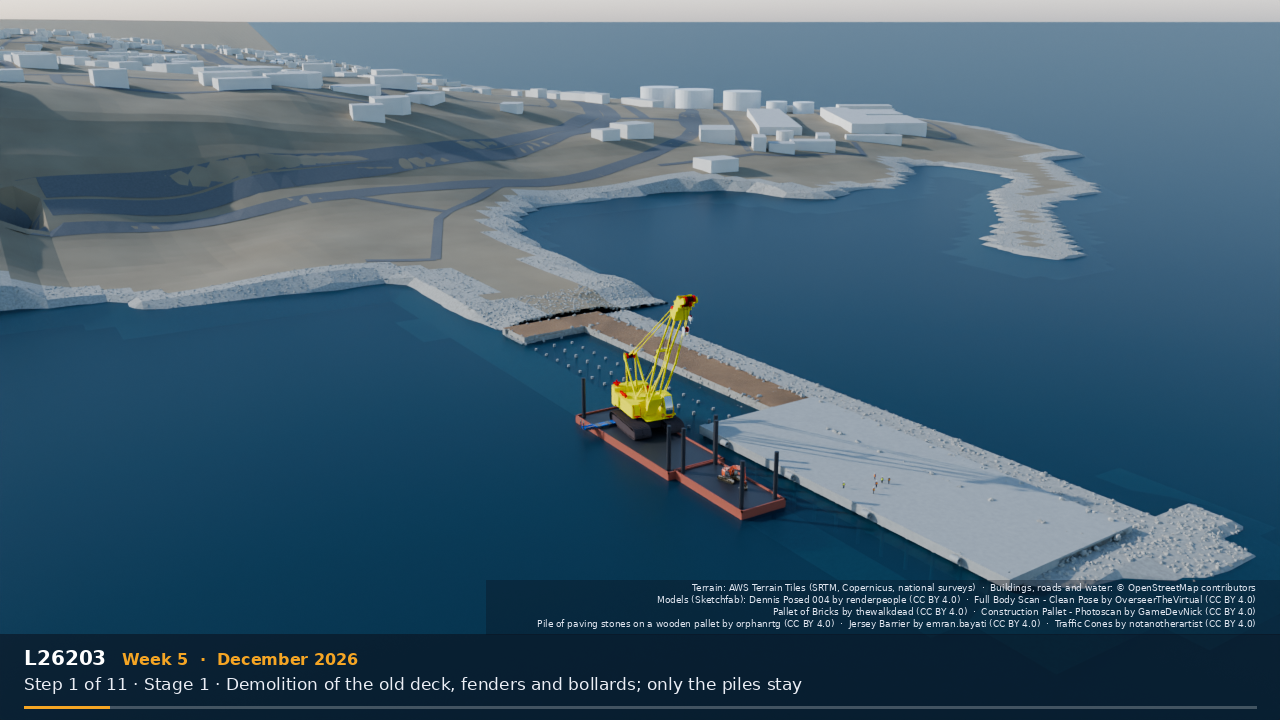 Terrain: AWS Terrain Tiles (SRTM, Copernicus, national surveys) · Buildings, roads and water: © OpenStreetMap contributors
Models (Sketchfab): Dennis Posed 004 by renderpeople (CC BY 4.0) · Full Body Scan - Clean Pose by OverseerTheVirtual (CC BY 4.0)
Pallet of Bricks by thewalkdead (CC BY 4.0) · Construction Pallet - Photoscan by GameDevNick (CC BY 4.0)
Pile of paving stones on a wooden pallet by orphanrtg (CC BY 4.0) · Jersey Barrier by emran.bayati (CC BY 4.0) · Traffic Cones by notanotherartist (CC BY 4.0)
L26203 Week 5 · December 2026
Step 1 of 11 · Stage 1 · Demolition of the old deck, fenders and bollards; only the piles stay